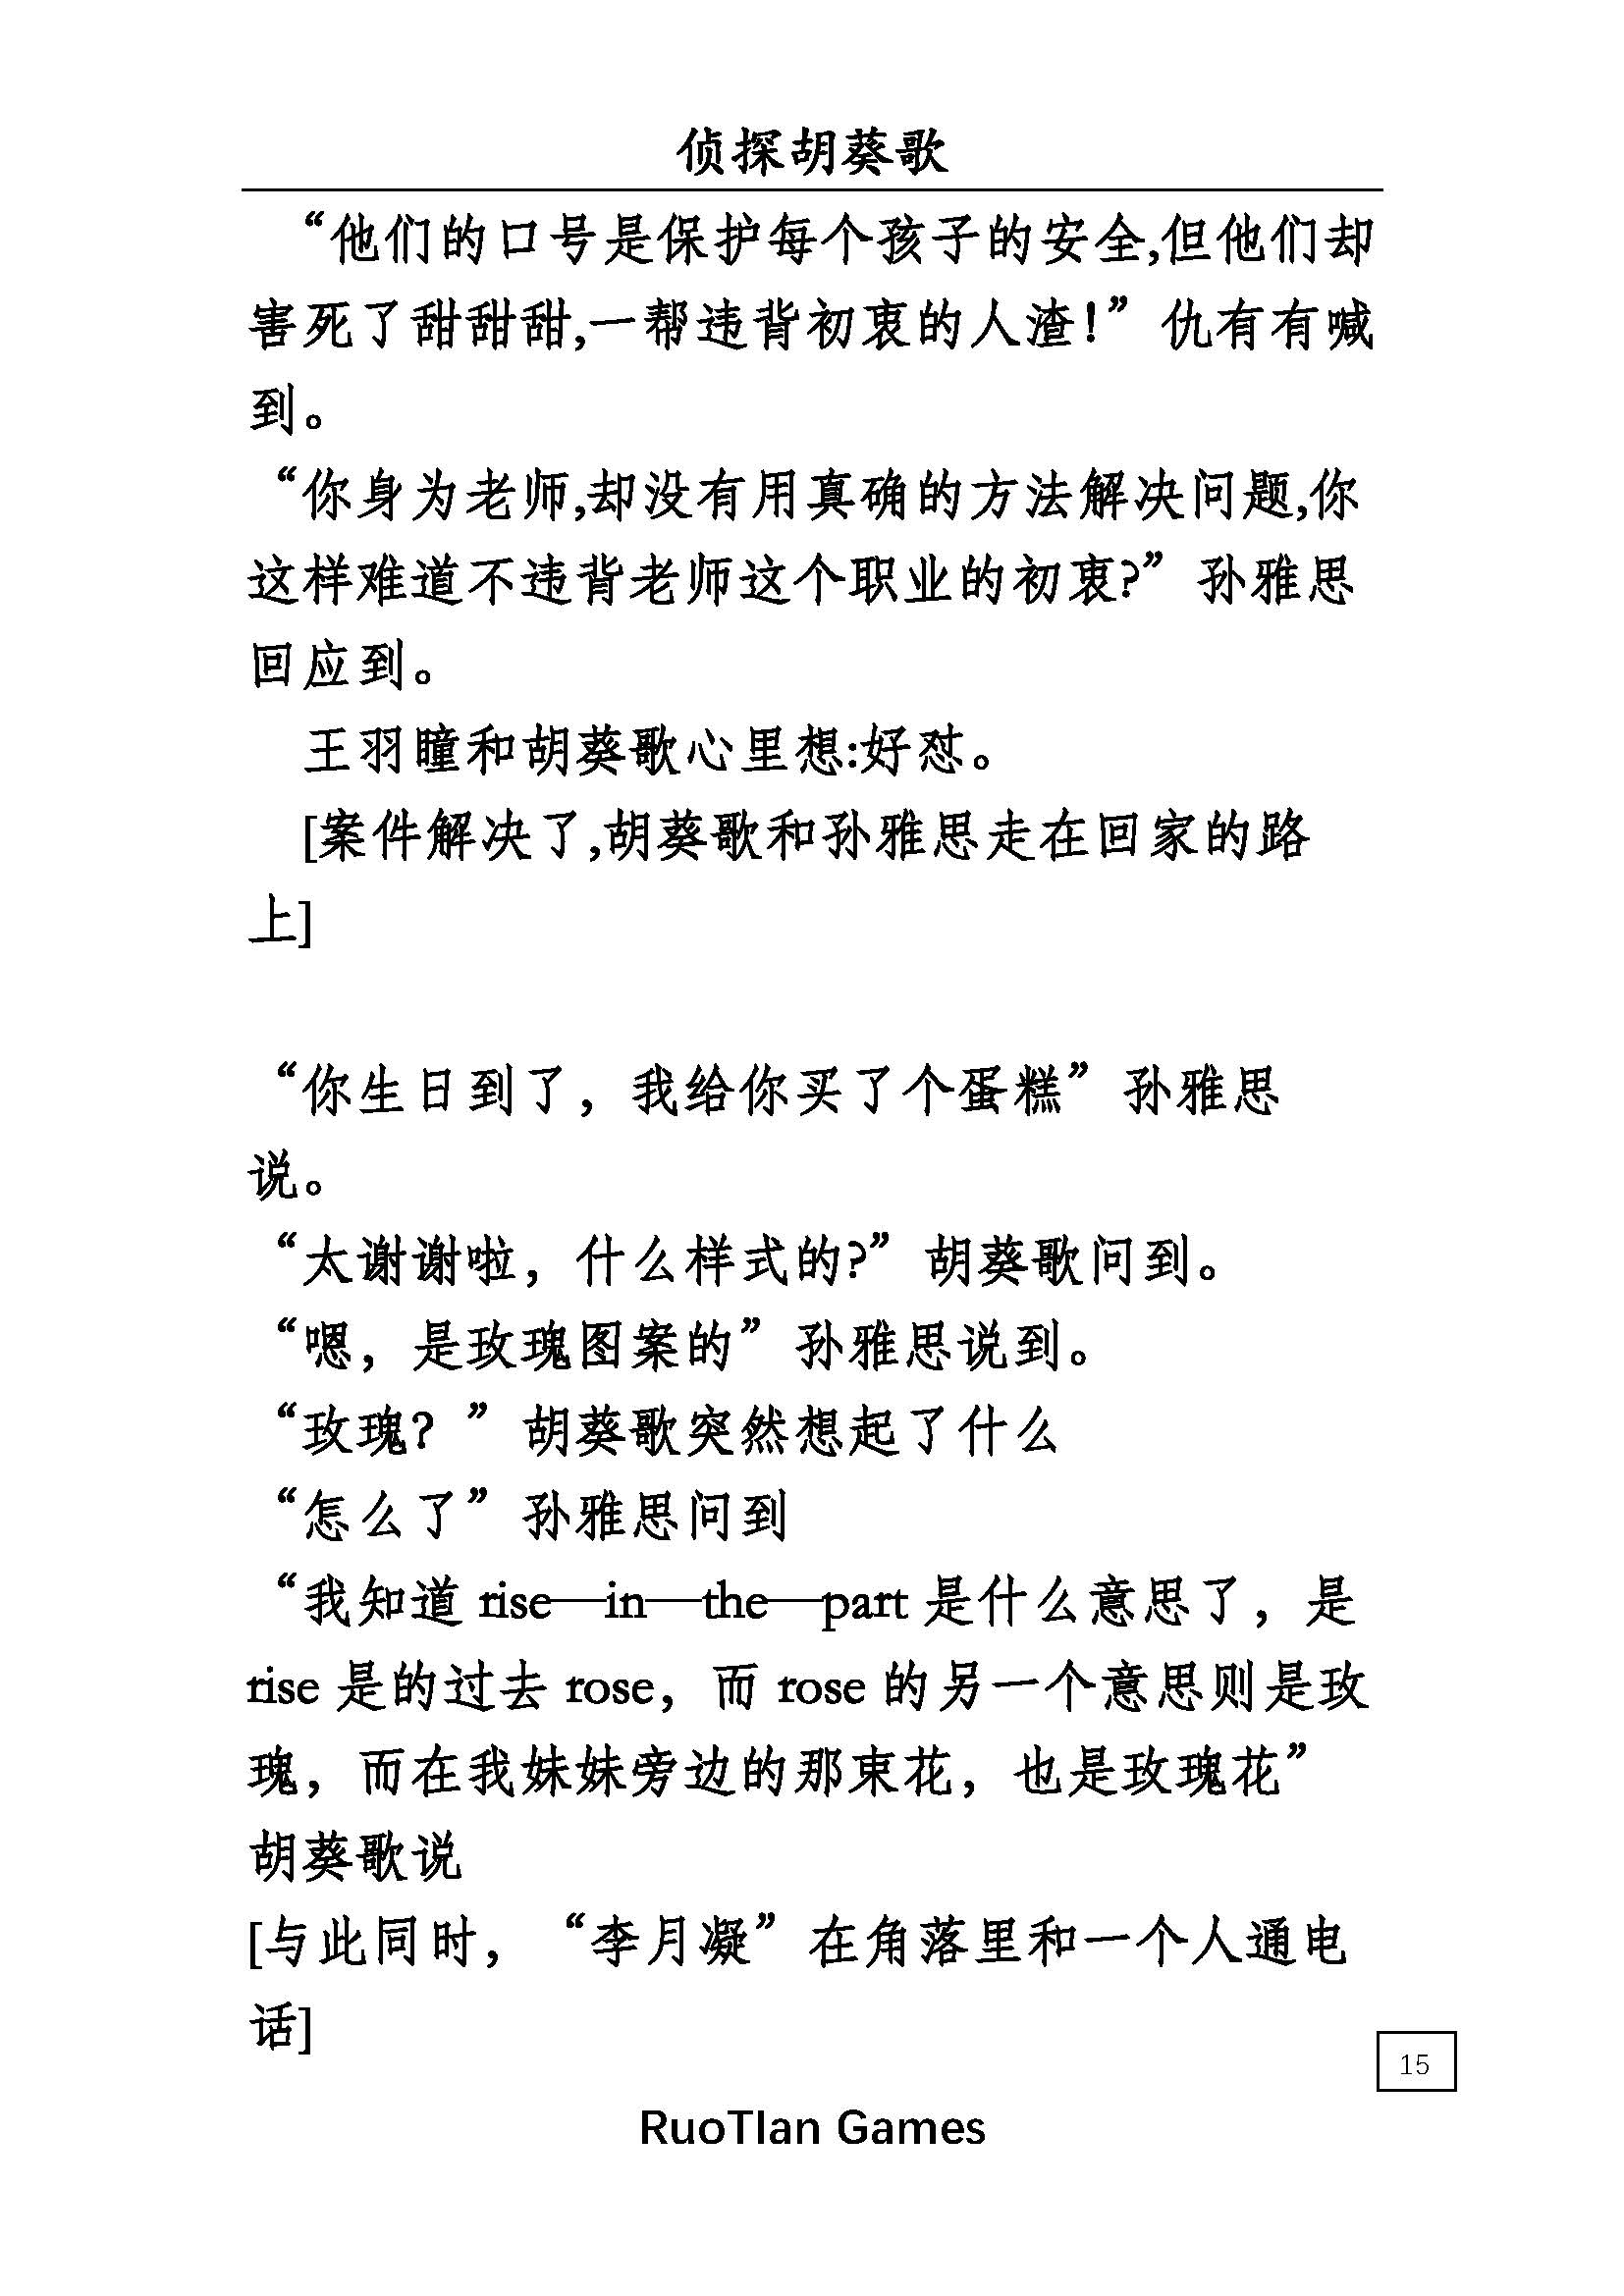 侦探胡葵歌
“他们的口号是保护每个孩子的安全,但他们却
害死了甜甜甜,一帮违背初衷的人渣!”仇有有喊
到。
“你身为老师,却没有用真确的方法解决问题,你
这样难道不违背老师这个职业的初衷?”孙雅思
回应到。
王羽瞳和胡葵歌心里想:好怼。
[案件解决了,胡葵歌和孙雅思走在回家的路
上]
“你生日到了，我给你买了个蛋糕”孙雅思
说。
“太谢谢啦，什么样式的?”胡葵歌问到。
“嗯，是玫瑰图案的”孙雅思说到。
“玫瑰？”胡葵歌突然想起了什么
“怎么了”孙雅思问到
“我知道 rise—in—the—part 是什么意思了，是
rise 是的过去 rose，而 rose 的另一个意思则是玫
瑰，而在我妹妹旁边的那束花，也是玫瑰花”
胡葵歌说
[与此同时，“李月凝”在角落里和一个人通电
话]
15
RuoTIan Games